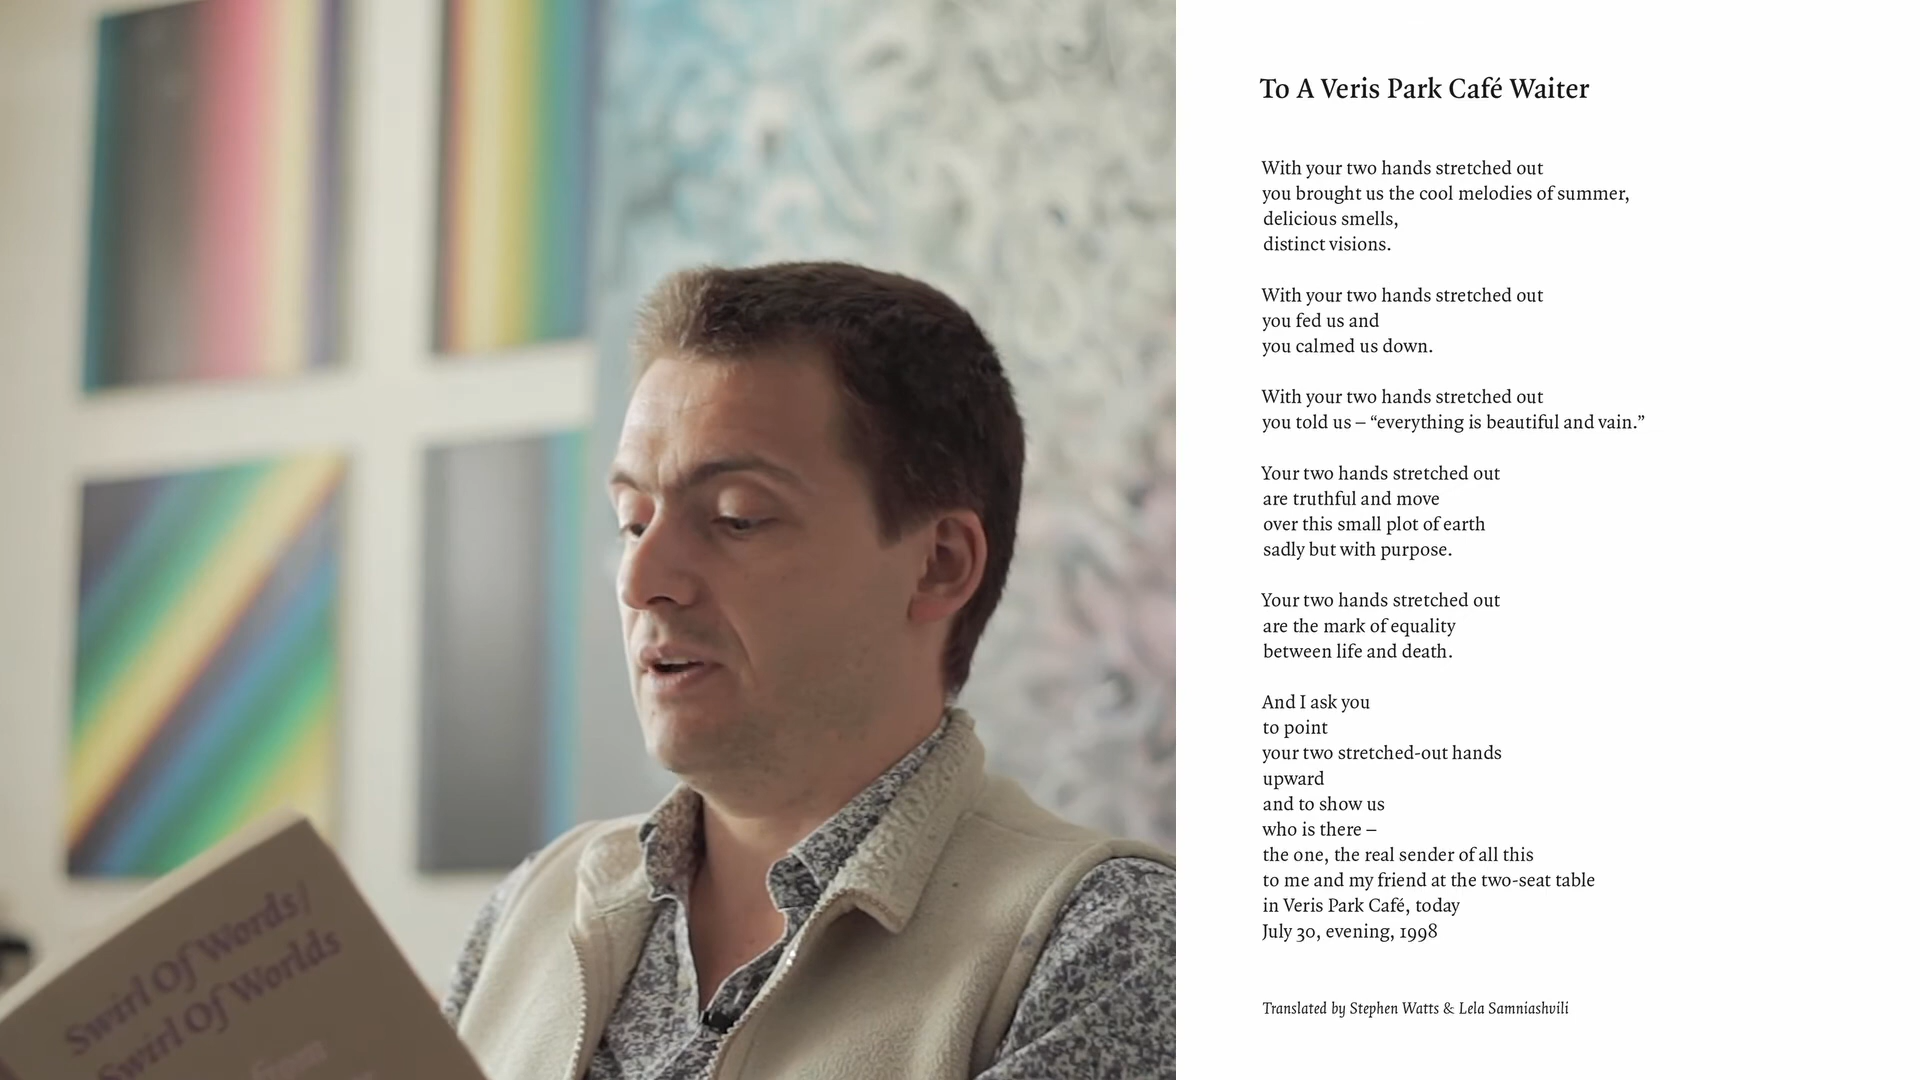 To A Veris Park Café Waiter
With your two hands stretched out
you brought us the cool melodies of summer,
delicious smells,
distinct visions.
With your two hands stretched out
you fed us and
you calmed us down.
With your two hands stretched out
you told us – “everything is beautiful and vain.”
Your two hands stretched out
are truthful and move
over this small plot of earth
sadly but with purpose.
Your two hands stretched out
are the mark of equality
between life and death.
And I ask you
to point
your two stretched-out hands
upward
and to show us
who is there –
the one, the real sender of all this
to me and my friend at the two-seat table
in Veris Park Café, today
July 30, evening, 1998
Translated by Stephen Watts & Lela Samniashvili
Swirl Of Words/
Swirl Of Worlds